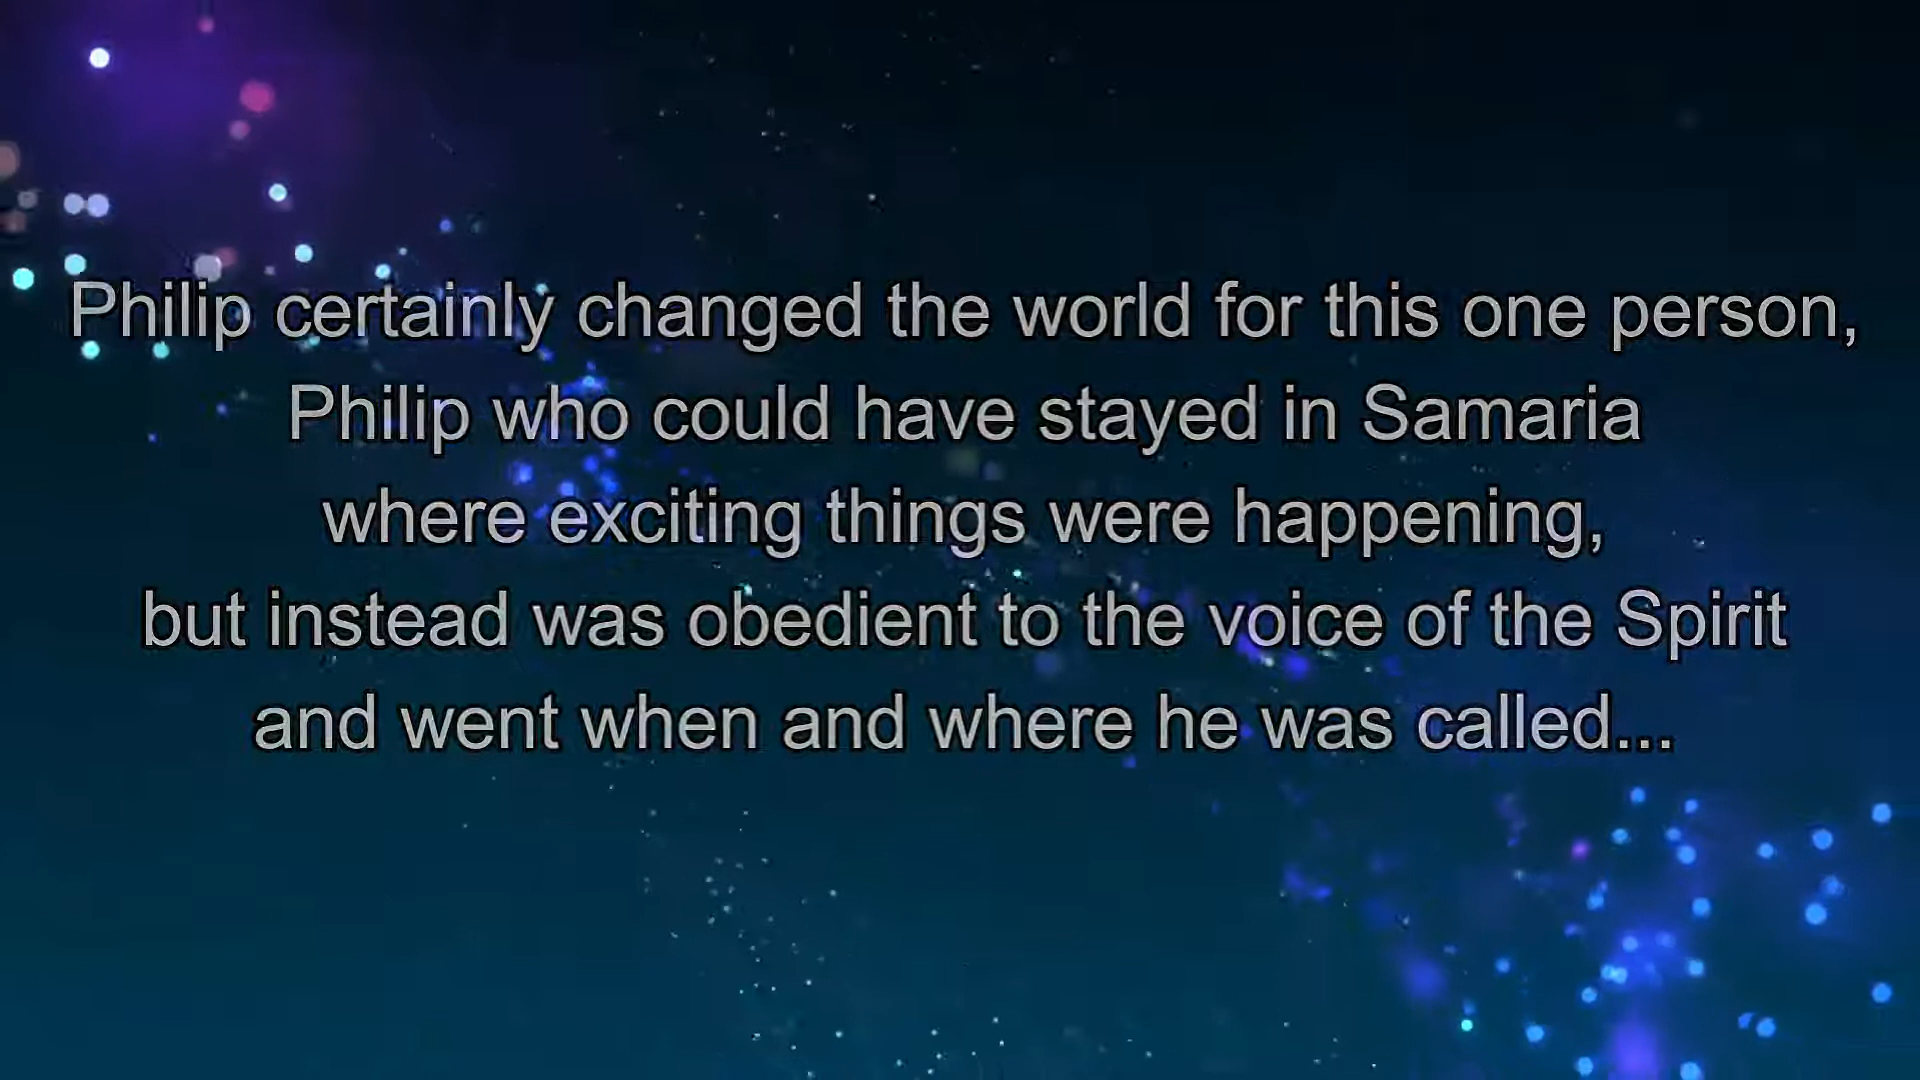 Philip certainly changed the world for this one person,
Philip who could have stayed in Samaria
where exciting things were happening,
but instead was obedient to the voice of the Spirit
and went when and where he was called...